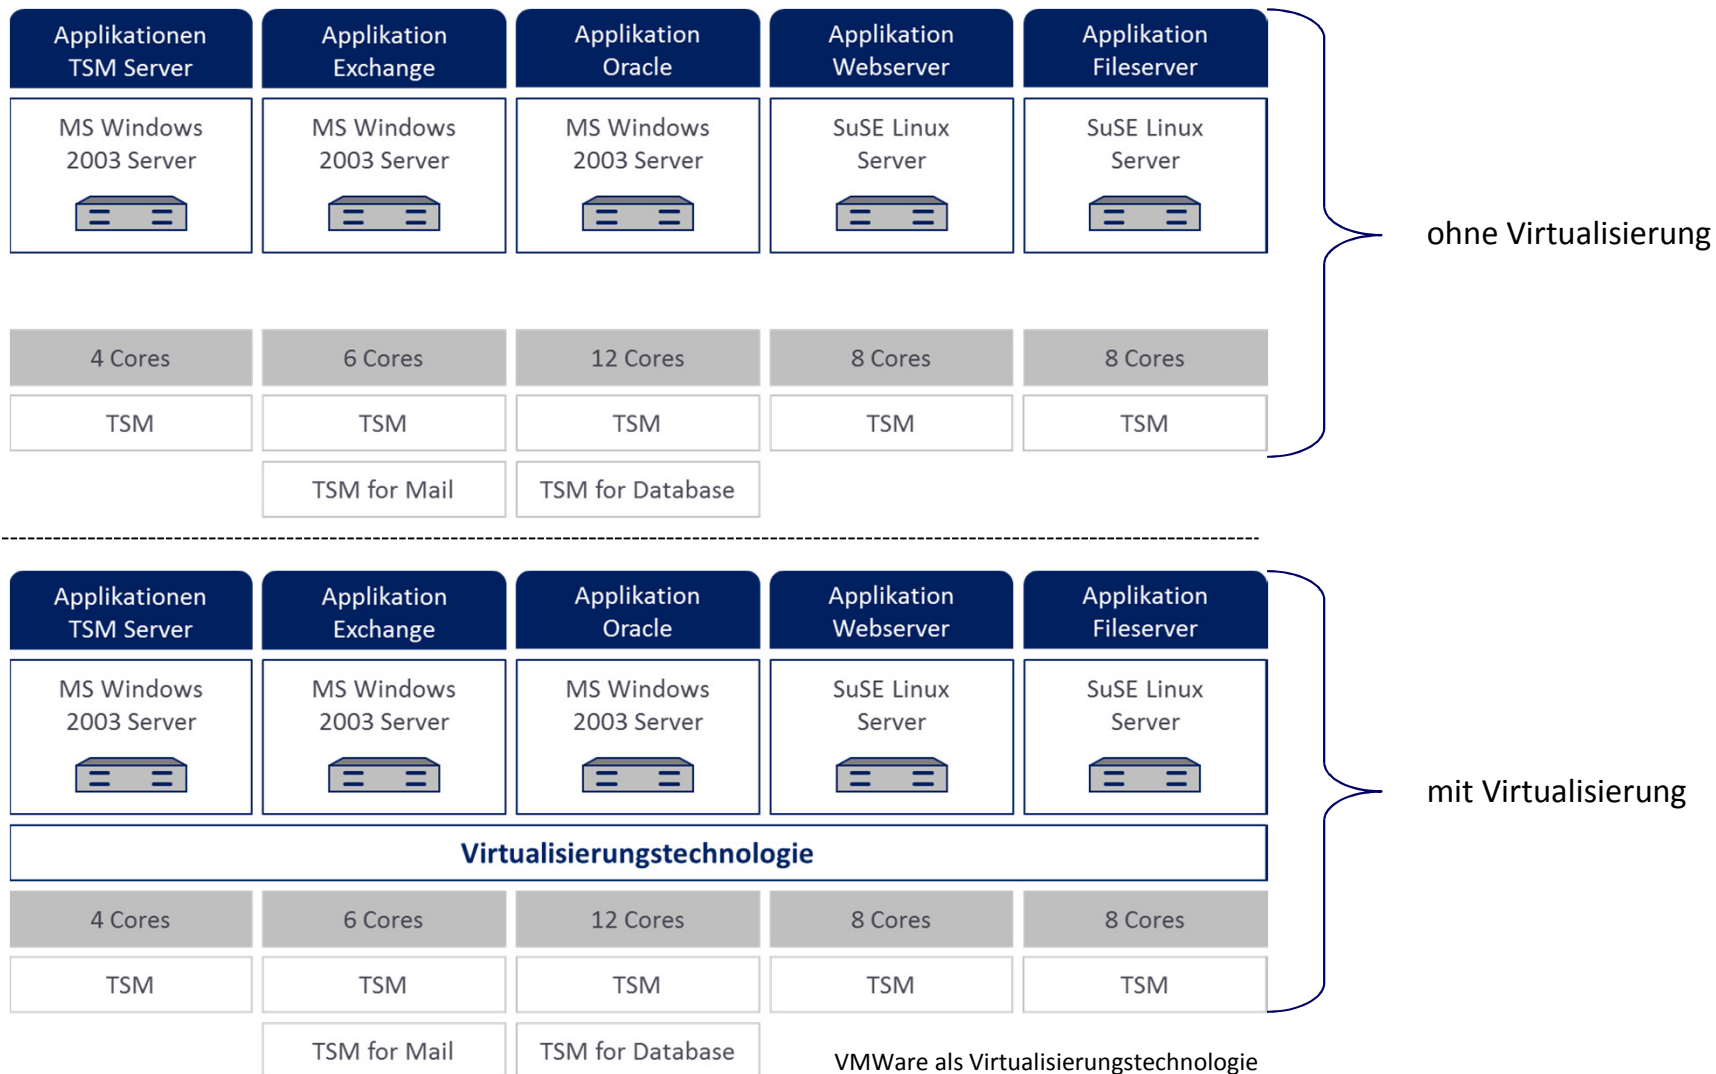 Applikationen
TSM Server
Applikation
Exchange
Applikation
Oracle
Applikation
Webserver
Applikation
Fileserver
MS Windows
2003 Server
MS Windows
2003 Server
MS Windows
2003 Server
SuSE Linux
Server
SuSE Linux
Server
ohne Virtualisierung
4 Cores
6 Cores
12 Cores
8 Cores
8 Cores
TSM
TSM
TSM
TSM
TSM
TSM for Mail
TSM for Database
Applikationen
TSM Server
Applikation
Exchange
Applikation
Oracle
Applikation
Webserver
Applikation
Fileserver
MS Windows
2003 Server
MS Windows
2003 Server
MS Windows
2003 Server
SuSE Linux
Server
SuSE Linux
Server
mit Virtualisierung
Virtualisierungstechnologie
4 Cores
6 Cores
12 Cores
8 Cores
8 Cores
TSM
TSM
TSM
TSM
TSM
TSM for Mail
TSM for Database
VMWare als Virtualisierungstechnologie